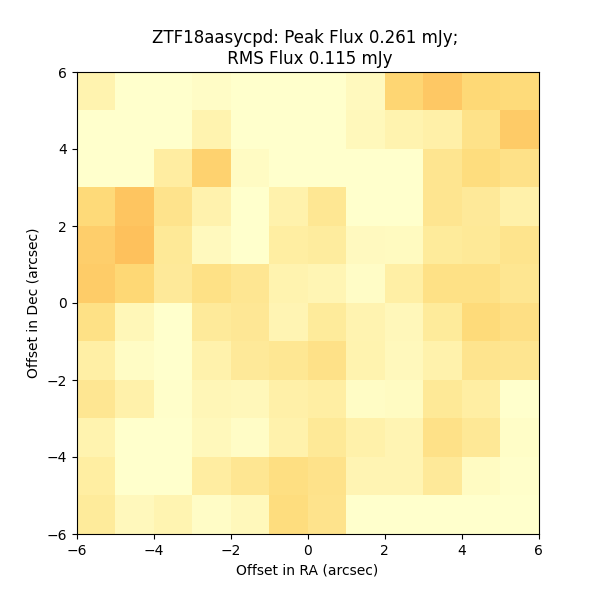 ZTF18aasycpd: Peak Flux 0.261 mJy;
RMS Flux 0.115 mJy
6
4
2
0
−2
−4
−6
Offset in Dec (arcsec)
−6 −4 −2 0 2 4 6
Offset in RA (arcsec)